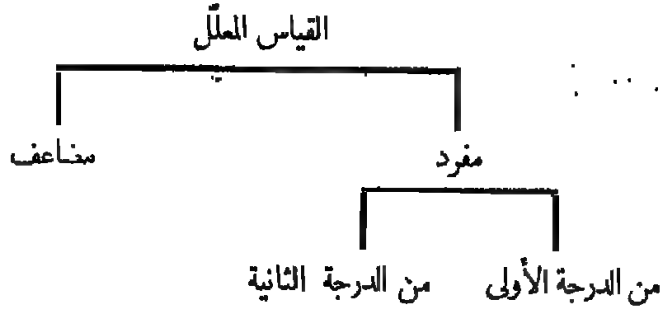 القياس المعلّل
مفرد
مضاعف
من الدرجة الأولى
من الدرجة الثانية